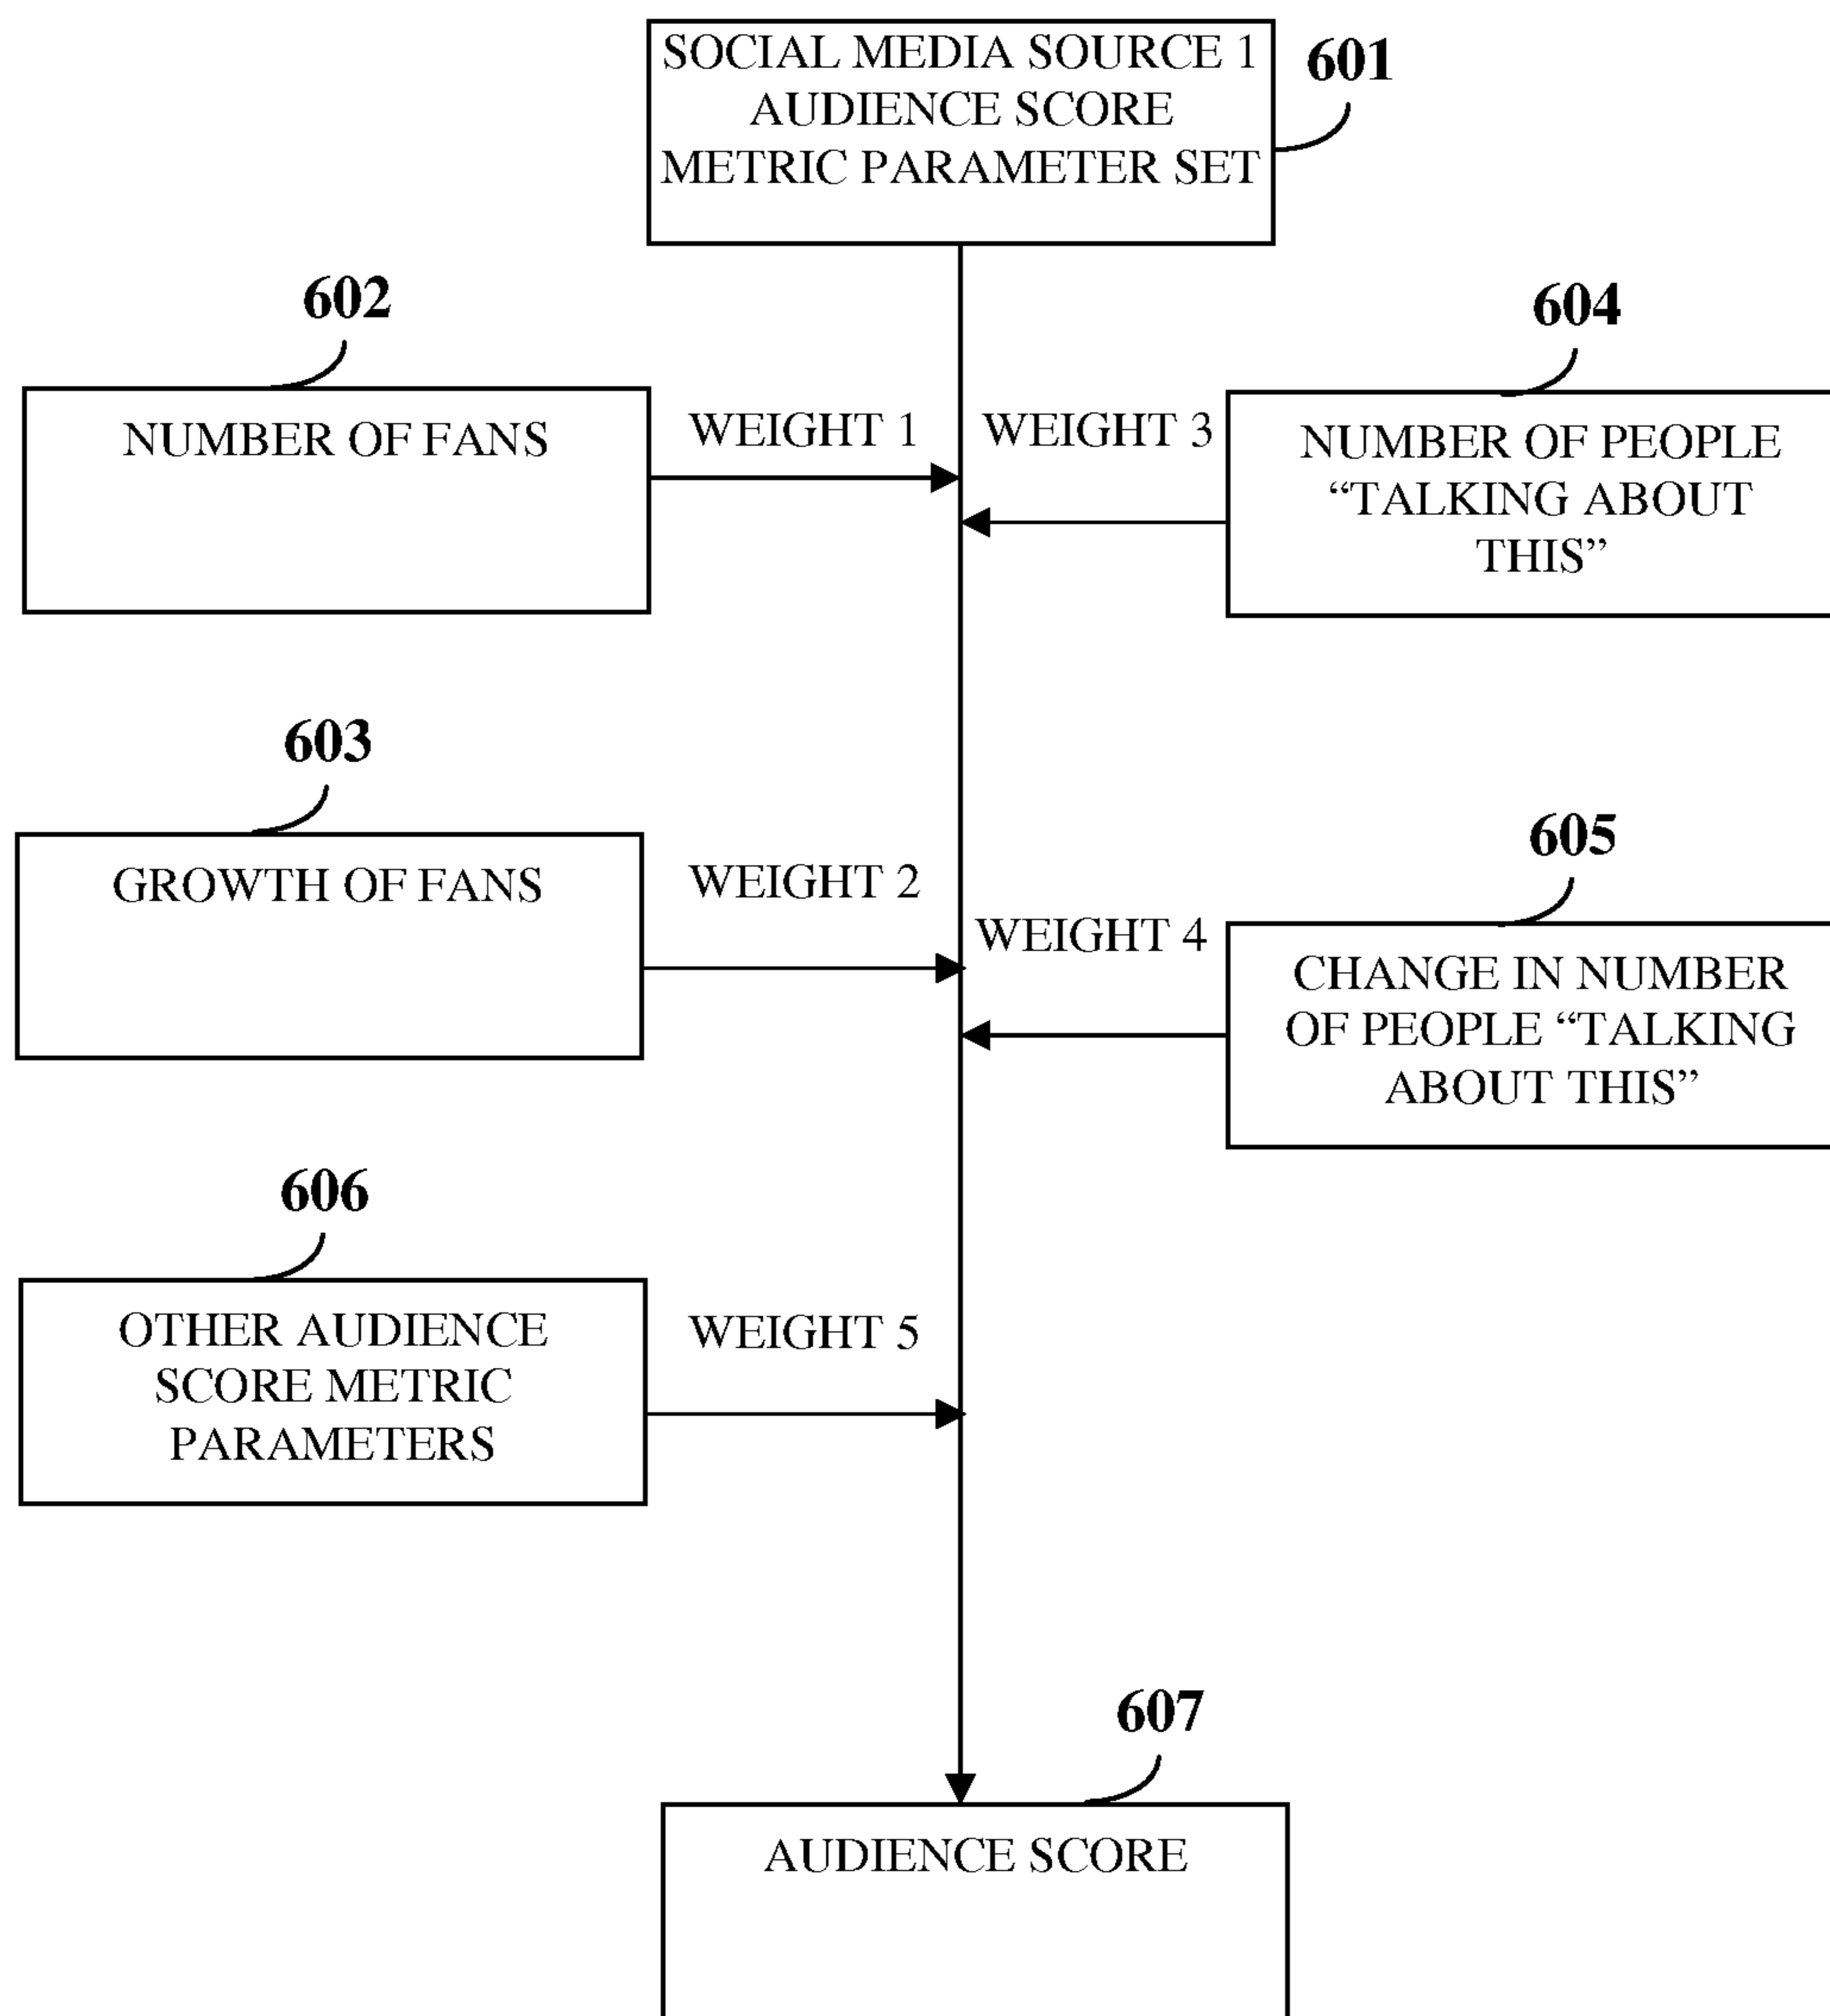 SOCIAL MEDIA SOURCE 1
AUDIENCE SCORE
METRIC PARAMETER SET
601
602
NUMBER OF FANS
WEIGHT 1
WEIGHT 3
604
NUMBER OF PEOPLE
“TALKING ABOUT
THIS”
603
GROWTH OF FANS
WEIGHT 2
WEIGHT 4
605
CHANGE IN NUMBER
OF PEOPLE “TALKING
ABOUT THIS”
606
OTHER AUDIENCE
SCORE METRIC
PARAMETERS
WEIGHT 5
607
AUDIENCE SCORE